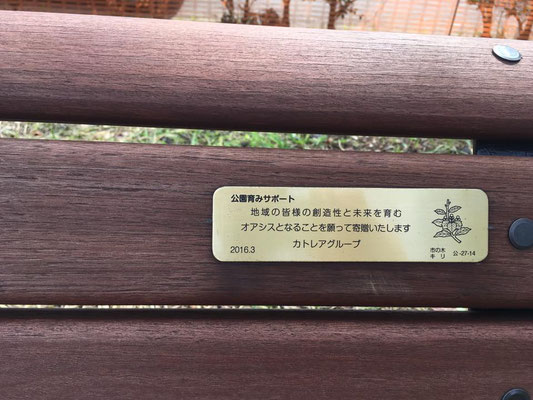 公園育みサポート
地域の皆様の創造性と未来を育む
オアシスとなることを願って寄贈いたします
2016.3 カトレアグループ
市の木
キリ 公-27-14